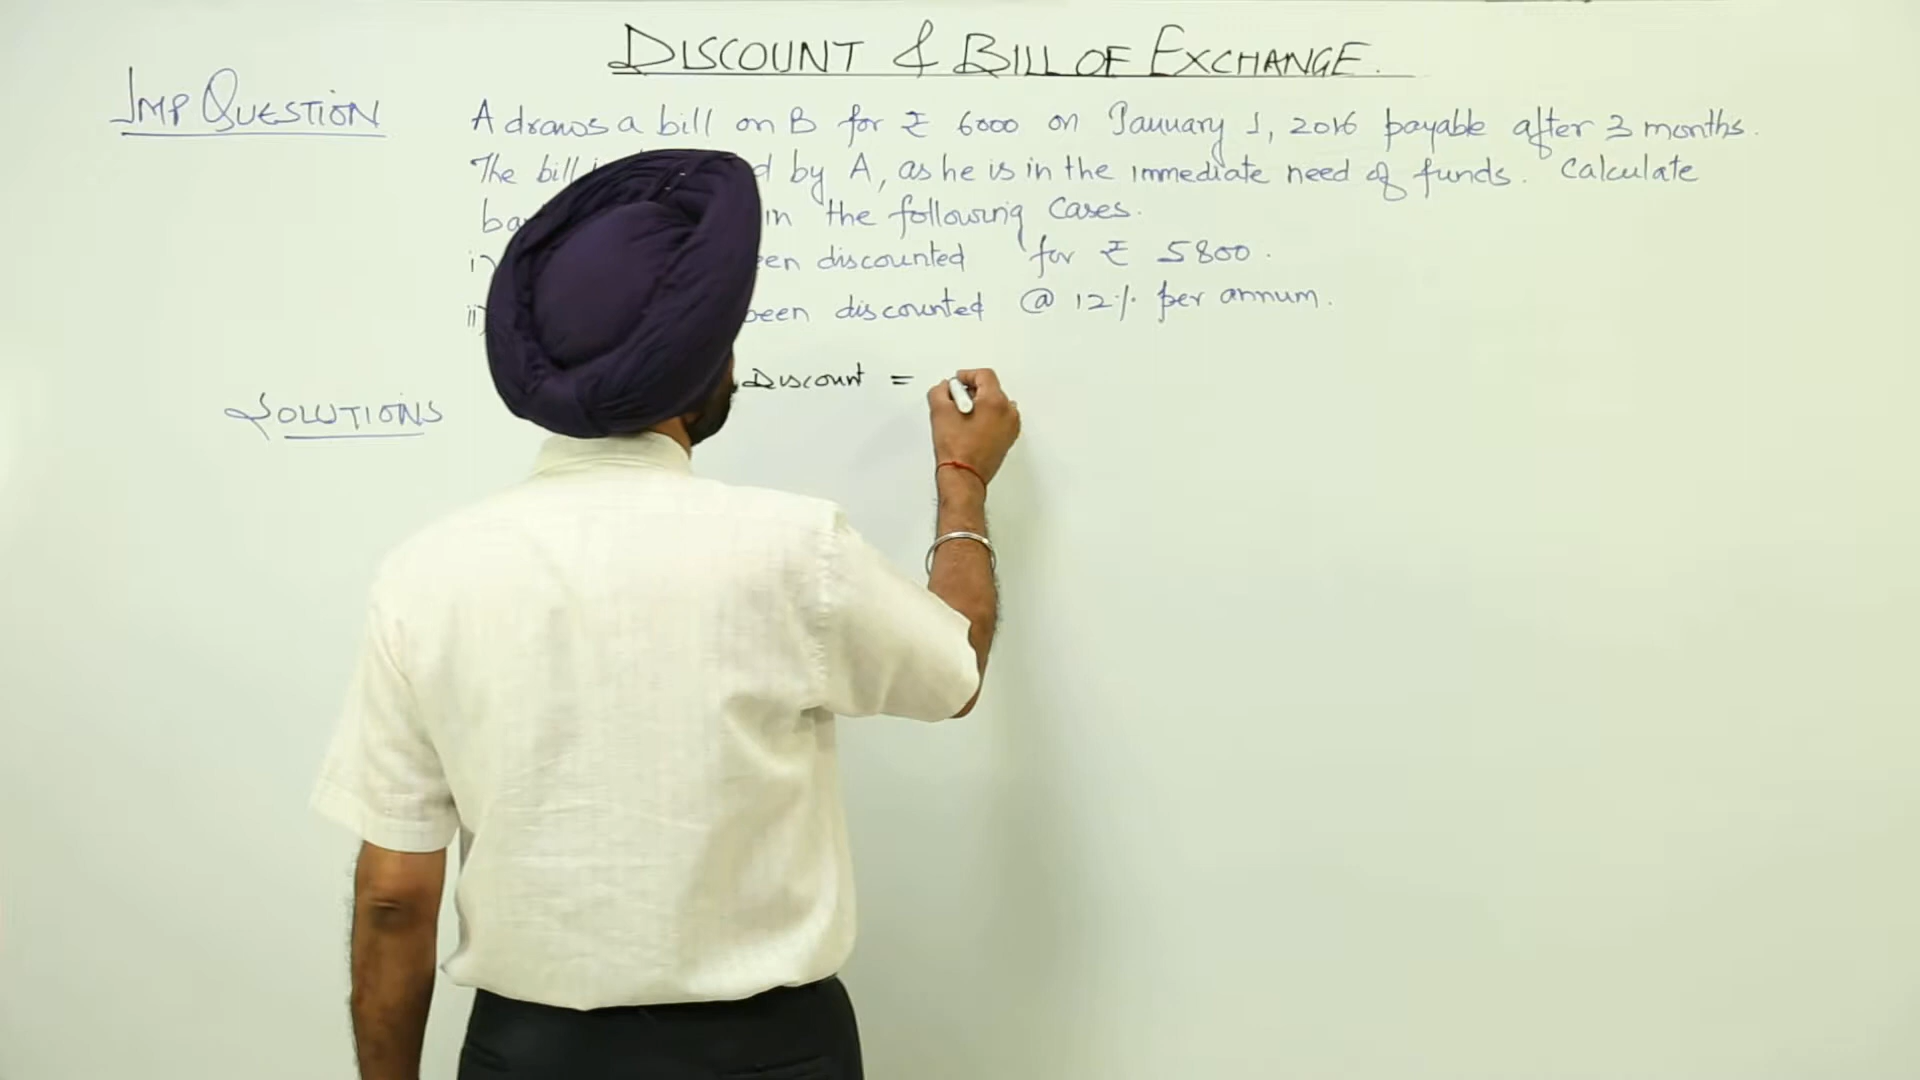 DISCOUNT & BILL OF EXCHANGE.
IMP QUESTION
A draws a bill on B for ₹ 6000 on January 1, 2016 payable after 3 months.
The bill by A, as he is in the immediate need of funds. Calculate
in the following cases.
i) discounted for ₹ 5800.
ii) been discounted @ 12% per annum.
Discount =
SOLUTIONS